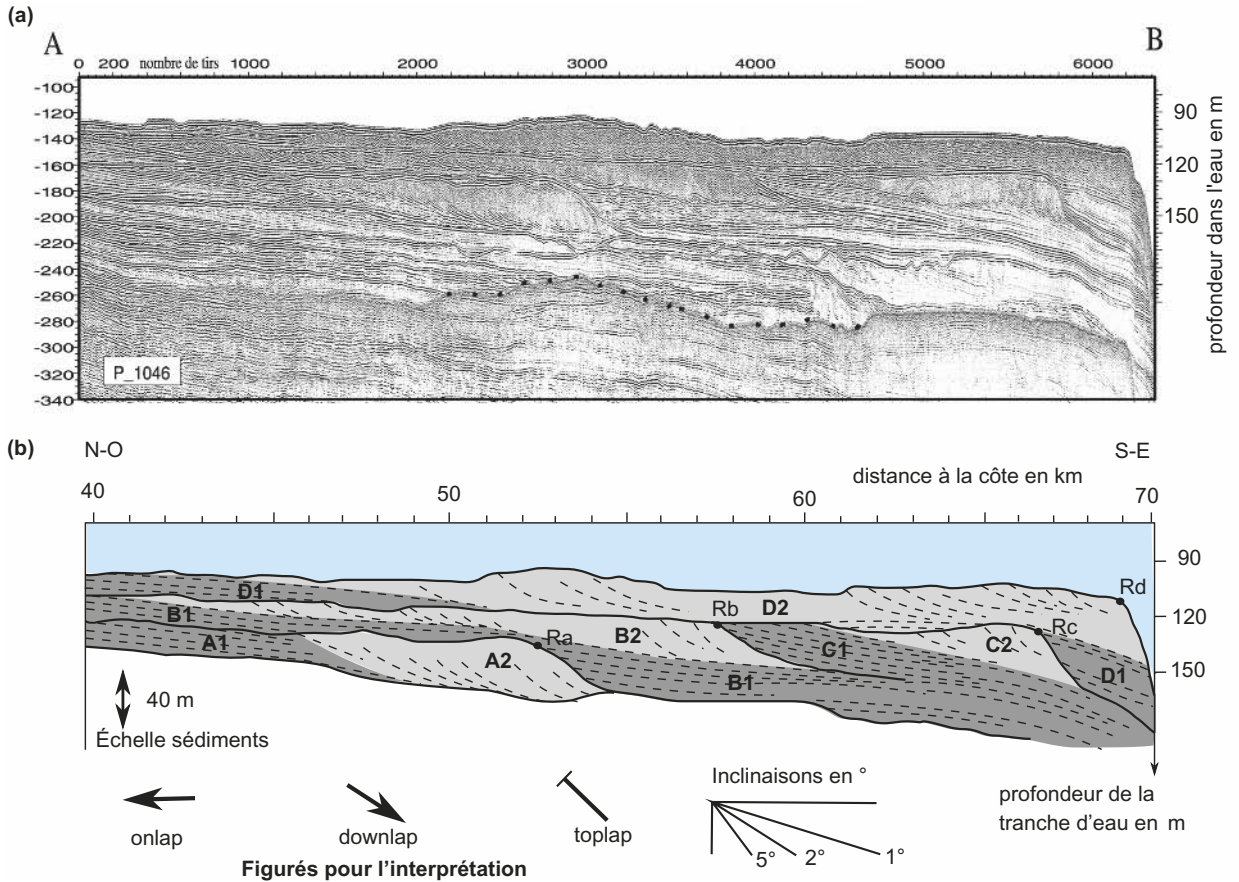 (a)
A B
0 200 nombre de tirs 1000 2000 3000 4000 5000 6000
-100
-120
-140
-160
-180
-200
-220
-240
-260
-280
-300
-320
-340
90
120
150
profondeur dans l'eau en m
P_1046
(b)
N-O S-E
distance à la côte en km
40 50 60 70
90
120
150
Rd
D1 D2
Rb
B1 B2 Rc
A1 Ra C1 C2
A2 B1 D1
40 m
Échelle sédiments
Inclinaisons en °
5° 2° 1°
onlap downlap toplap
profondeur de la
tranche d'eau en m
Figurés pour l'interprétation